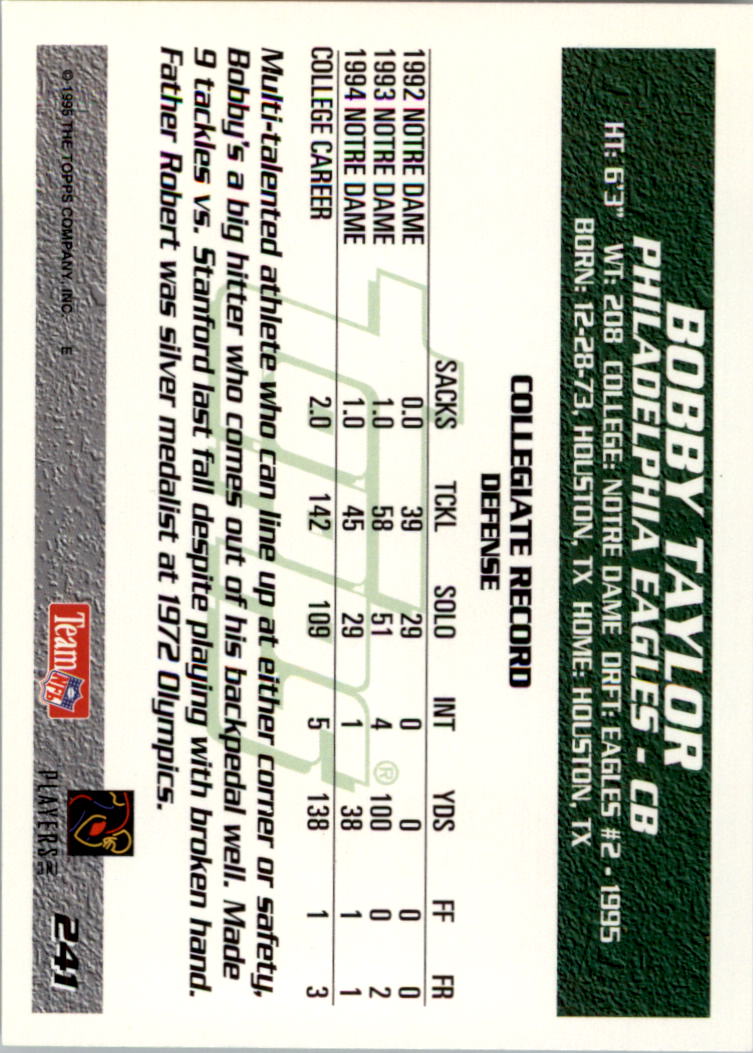 BOBBY TAYLOR
PHILADELPHIA EAGLES - CB
HT: 6'3" WT: 208 COLLEGE: NOTRE DAME DRFT: EAGLES #2 - 1995
BORN: 12-28-73, HOUSTON, TX HOME: HOUSTON, TX
COLLEGIATE RECORD
DEFENSE
SACKS TCKL SOLO INT YDS FF FR
1992 NOTRE DAME 0.0 39 29 0 0 0 0
1993 NOTRE DAME 1.0 58 51 4 100 0 2
1994 NOTRE DAME 1.0 45 29 1 38 1 1
COLLEGE CAREER 2.0 142 109 5 138 1 3
Topps®
Multi-talented athlete who can line up at either corner or safety,
Bobby's a big hitter who comes out of his backpedal well. Made
9 tackles vs. Stanford last fall despite playing with broken hand.
Father Robert was silver medalist at 1972 Olympics.
© 1995 THE TOPPS COMPANY, INC. E
Team NFL
PLAYERS INC
241